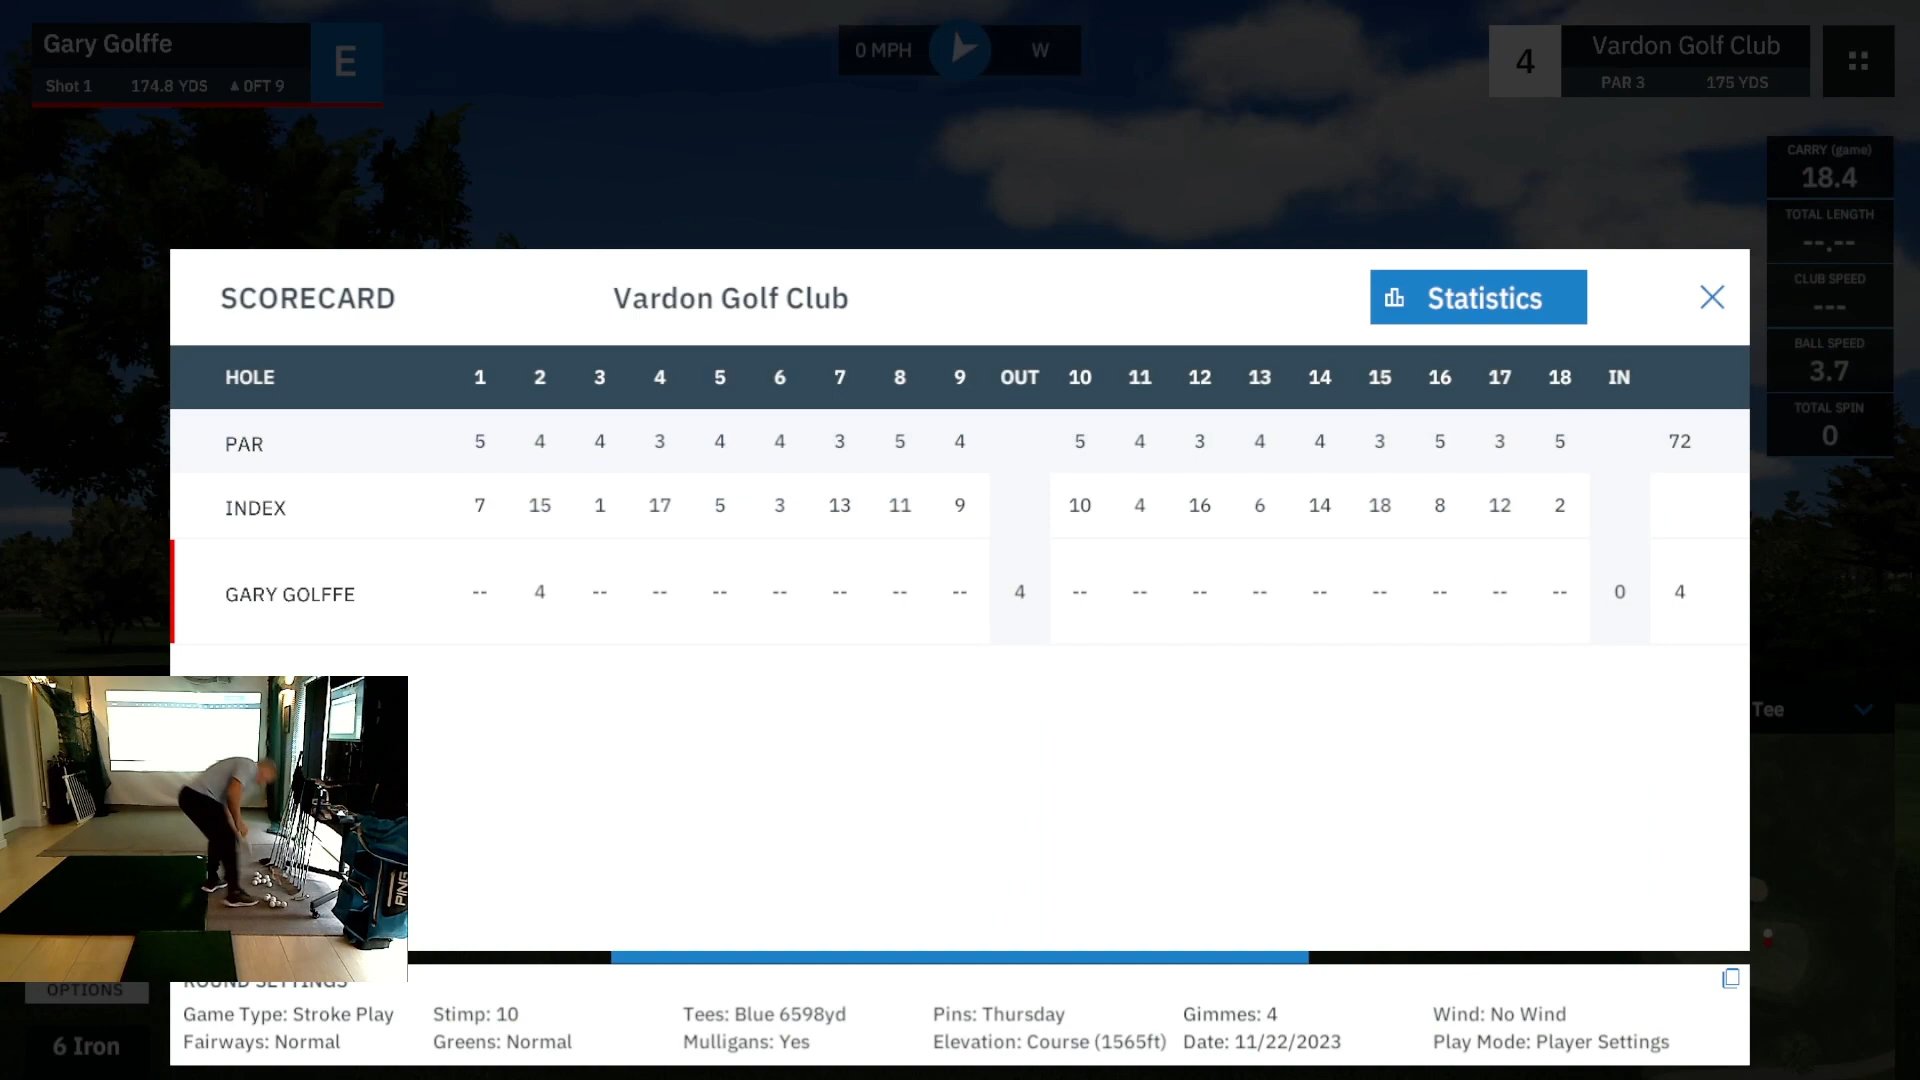 Gary Golffe
E
Shot 1 174.8 YDS ▲0FT 9
0 MPH W
4
Vardon Golf Club
PAR 3 175 YDS
CARRY (game)
18.4
TOTAL LENGTH
--.--
CLUB SPEED
---
BALL SPEED
3.7
TOTAL SPIN
0
SCORECARD Vardon Golf Club Statistics
HOLE 1 2 3 4 5 6 7 8 9 OUT 10 11 12 13 14 15 16 17 18 IN
PAR 5 4 4 3 4 4 3 5 4 5 4 3 4 4 3 5 3 5 72
INDEX 7 15 1 17 5 3 13 11 9 10 4 16 6 14 18 8 12 2
GARY GOLFFE -- 4 -- -- -- -- -- -- -- 4 -- -- -- -- -- -- -- -- -- 0 4
Tee
PING
OPTIONS
6 Iron
ROUND SETTINGS
Game Type: Stroke Play Stimp: 10 Tees: Blue 6598yd Pins: Thursday Gimmes: 4 Wind: No Wind
Fairways: Normal Greens: Normal Mulligans: Yes Elevation: Course (1565ft) Date: 11/22/2023 Play Mode: Player Settings